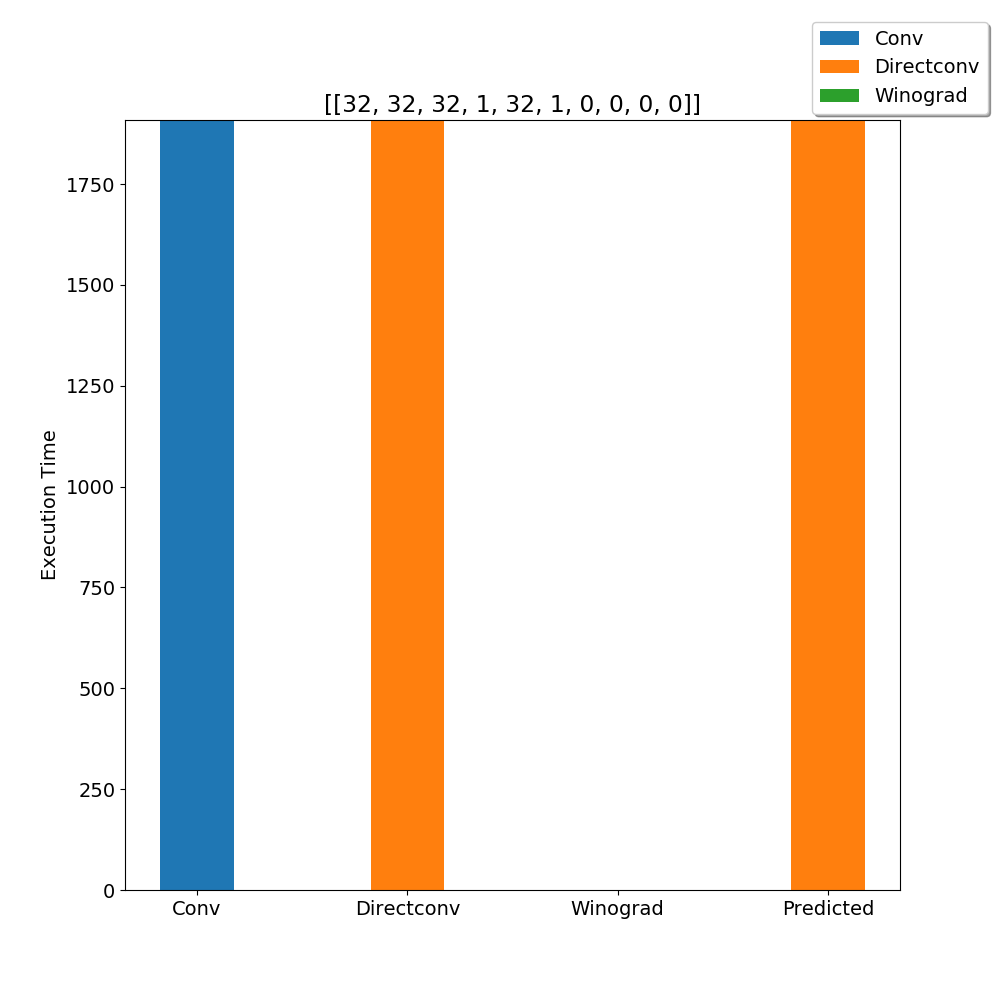 Conv
Directconv
Winograd
[[32, 32, 32, 1, 32, 1, 0, 0, 0, 0]]
1750
1500
1250
1000
750
500
250
0
Execution Time
Conv Directconv Winograd Predicted